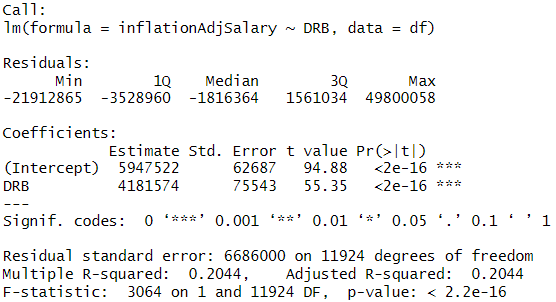 Call:
lm(formula = inflationAdjSalary ~ DRB, data = df)
Residuals:
Min 1Q Median 3Q Max
-21912865 -3528960 -1816364 1561034 49800058
Coefficients:
Estimate Std. Error t value Pr(>|t|)
(Intercept) 5947522 62687 94.88 <2e-16 ***
DRB 4181574 75543 55.35 <2e-16 ***
---
Signif. codes: 0 ‘***’ 0.001 ‘**’ 0.01 ‘*’ 0.05 ‘.’ 0.1 ‘ ’ 1
Residual standard error: 6686000 on 11924 degrees of freedom
Multiple R-squared: 0.2044, Adjusted R-squared: 0.2044
F-statistic: 3064 on 1 and 11924 DF, p-value: < 2.2e-16